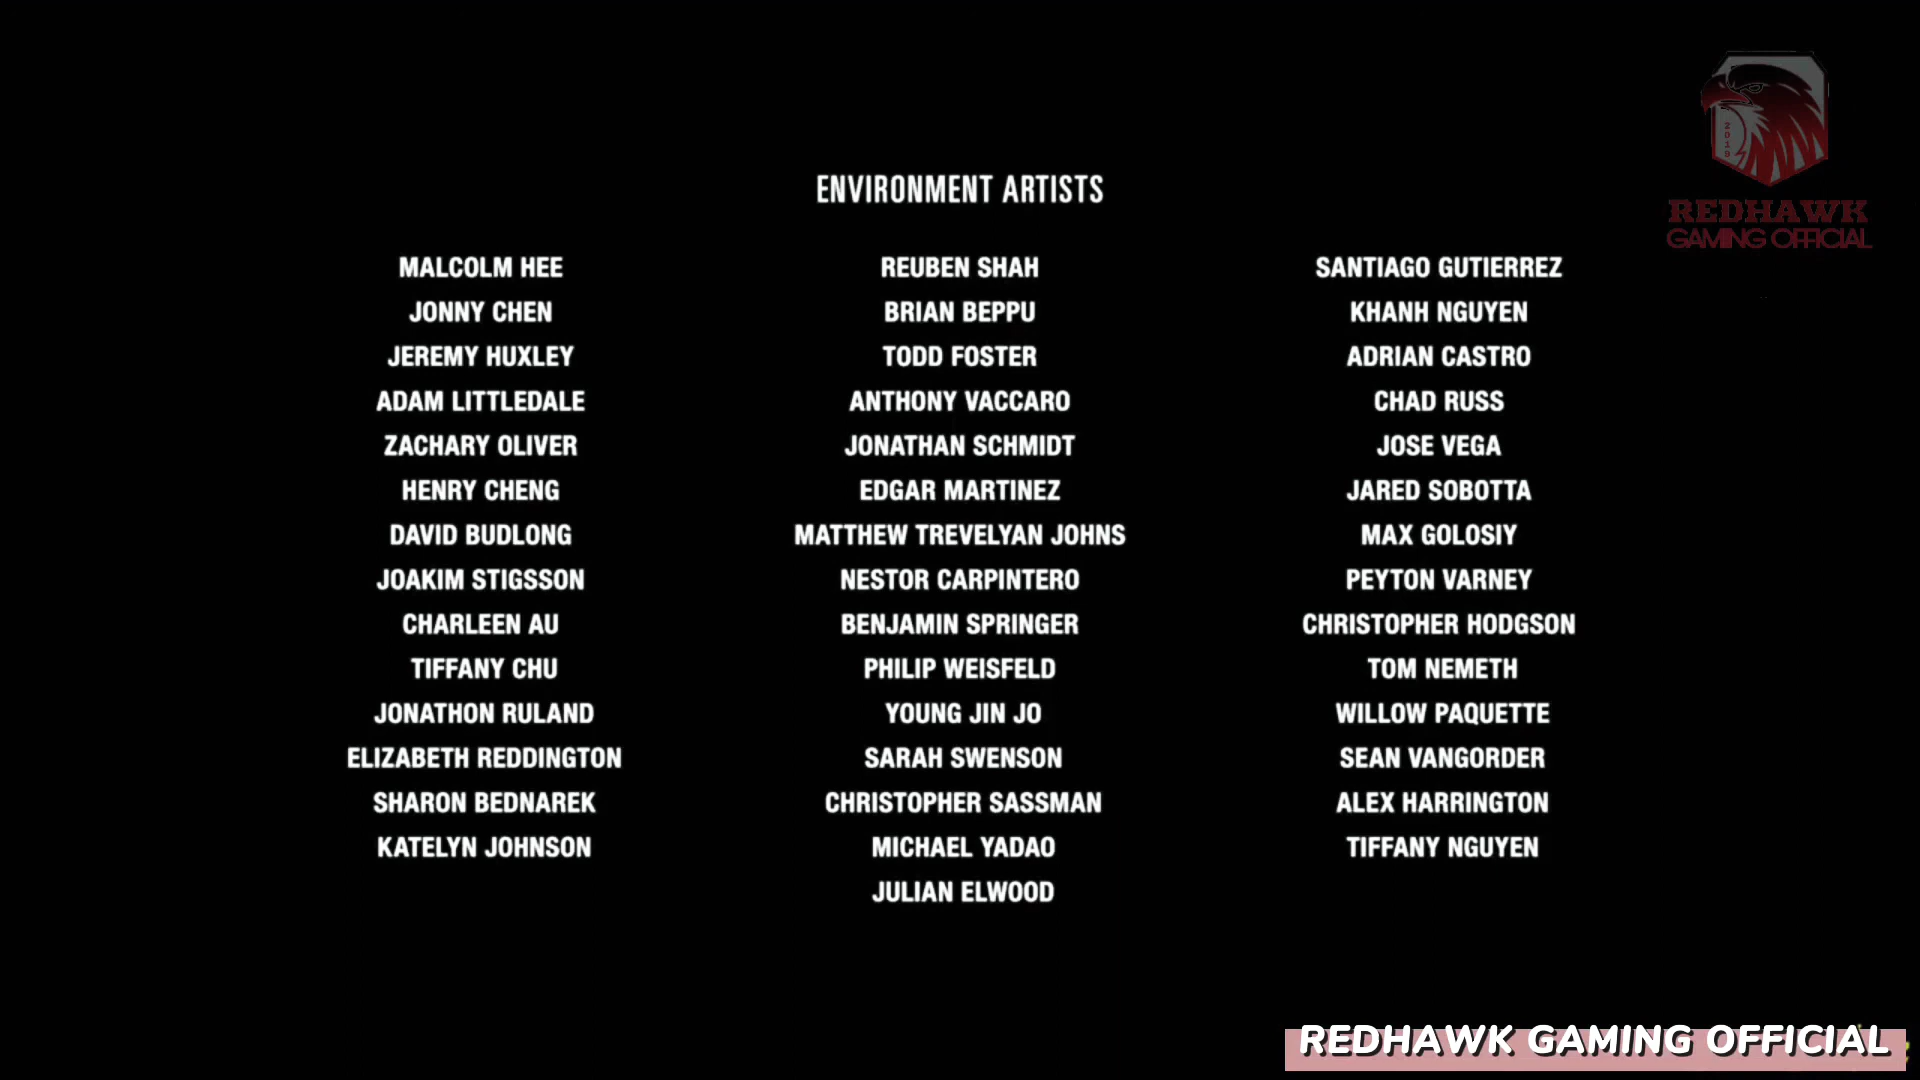 ENVIRONMENT ARTISTS
MALCOLM HEE
JONNY CHEN
JEREMY HUXLEY
ADAM LITTLEDALE
ZACHARY OLIVER
HENRY CHENG
DAVID BUDLONG
JOAKIM STIGSSON
CHARLEEN AU
TIFFANY CHU
JONATHON RULAND
ELIZABETH REDDINGTON
SHARON BEDNAREK
KATELYN JOHNSON
REUBEN SHAH
BRIAN BEPPU
TODD FOSTER
ANTHONY VACCARO
JONATHAN SCHMIDT
EDGAR MARTINEZ
MATTHEW TREVELYAN JOHNS
NESTOR CARPINTERO
BENJAMIN SPRINGER
PHILIP WEISFELD
YOUNG JIN JO
SARAH SWENSON
CHRISTOPHER SASSMAN
MICHAEL YADAO
JULIAN ELWOOD
SANTIAGO GUTIERREZ
KHANH NGUYEN
ADRIAN CASTRO
CHAD RUSS
JOSE VEGA
JARED SOBOTTA
MAX GOLOSIY
PEYTON VARNEY
CHRISTOPHER HODGSON
TOM NEMETH
WILLOW PAQUETTE
SEAN VANGORDER
ALEX HARRINGTON
TIFFANY NGUYEN
2019
REDHAWK
GAMING OFFICIAL
REDHAWK GAMING OFFICIAL